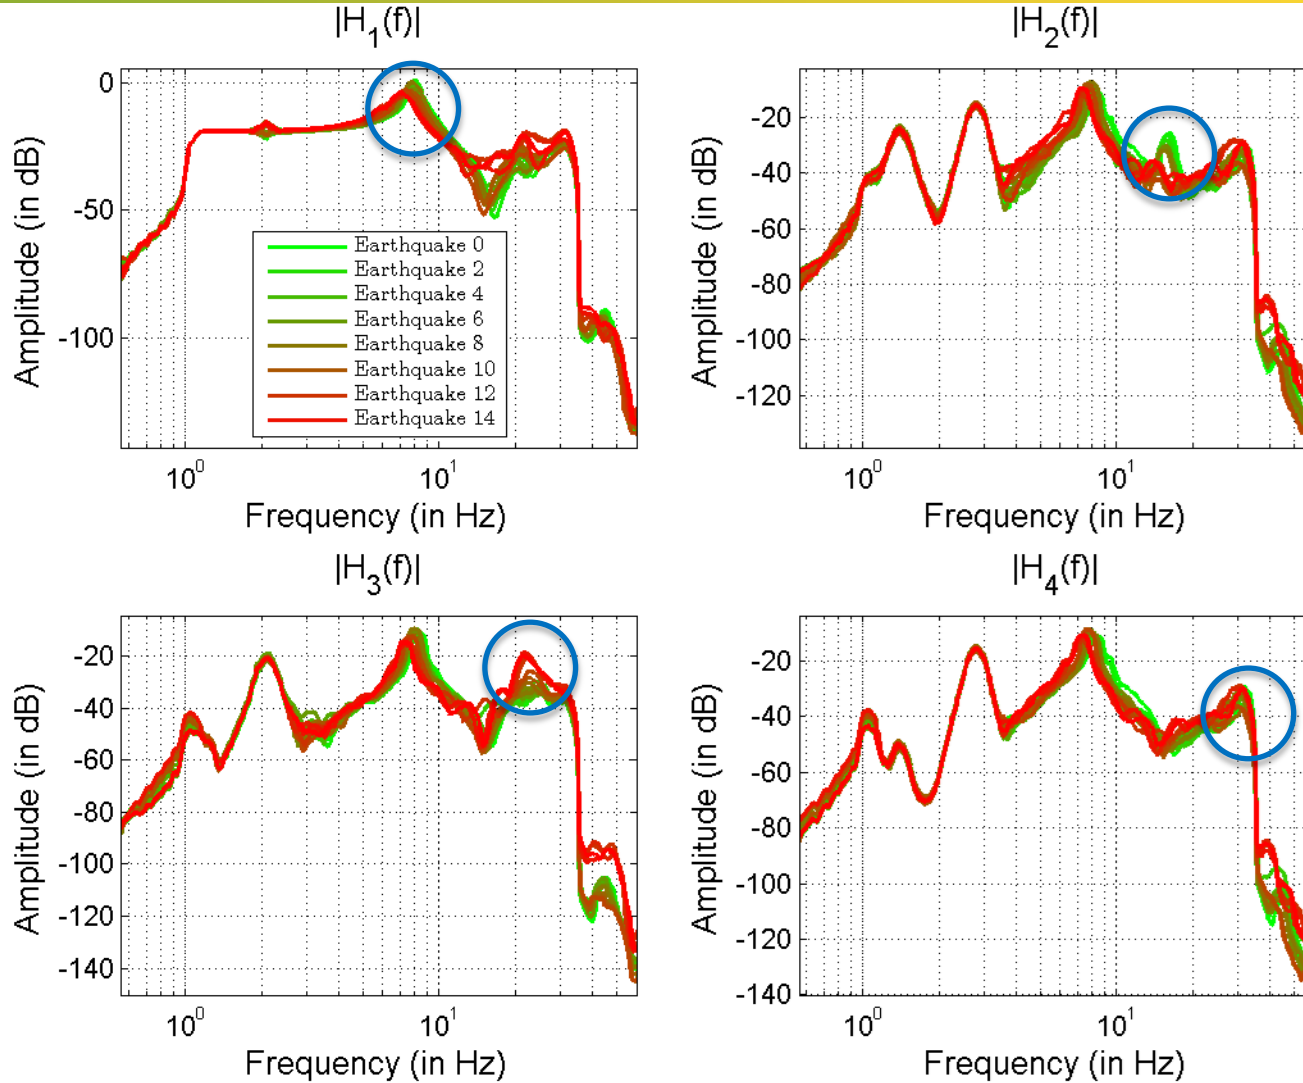 |H1(f)|
0
-50
-100
Amplitude (in dB)
Earthquake 0
Earthquake 2
Earthquake 4
Earthquake 6
Earthquake 8
Earthquake 10
Earthquake 12
Earthquake 14
10^0
10^1
Frequency (in Hz)
|H2(f)|
-20
-40
-60
-80
-100
-120
Amplitude (in dB)
10^0
10^1
Frequency (in Hz)
|H3(f)|
-20
-40
-60
-80
-100
-120
-140
Amplitude (in dB)
10^0
10^1
Frequency (in Hz)
|H4(f)|
-20
-40
-60
-80
-100
-120
-140
Amplitude (in dB)
10^0
10^1
Frequency (in Hz)